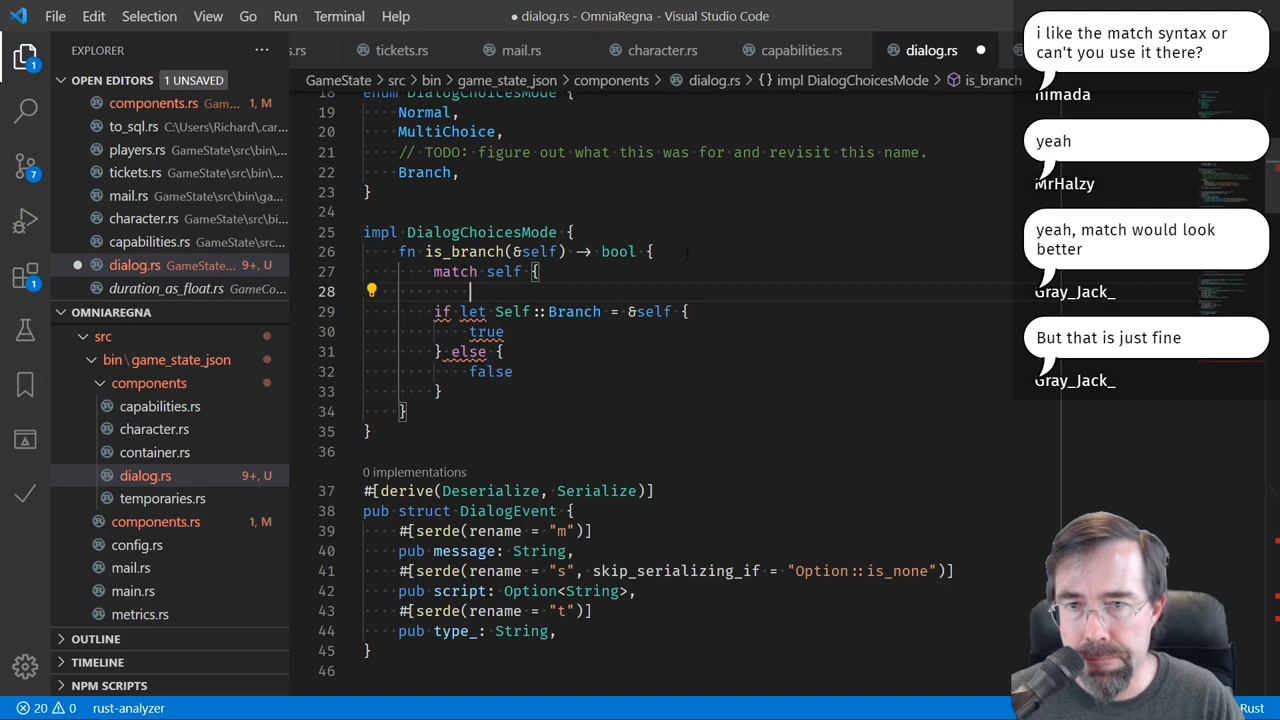 File Edit Selection View Go Run Terminal Help
● dialog.rs - OmniaRegna - Visual Studio Code
EXPLORER ···
OPEN EDITORS 1 UNSAVED
components.rs Gam... 1, M
to_sql.rs C:\Users\Richard\.car...
players.rs GameState\src\bin\...
tickets.rs GameState\src\bin\...
mail.rs GameState\src\bin\ga...
character.rs GameState\src\bi...
capabilities.rs GameState\src...
dialog.rs GameState... 9+, U
duration_as_float.rs GameCo...
OMNIAREGNA
src
bin\game_state_json
components
capabilities.rs
character.rs
container.rs
dialog.rs 9+, U
temporaries.rs
components.rs 1, M
config.rs
mail.rs
main.rs
metrics.rs
OUTLINE
TIMELINE
NPM SCRIPTS
1
7
1
rs.rs tickets.rs mail.rs character.rs capabilities.rs dialog.rs
GameState > src > bin > game_state_json > components > dialog.rs > {} impl DialogChoicesMode > is_branch
18 enum DialogChoicesMode {
19 Normal,
20 MultiChoice,
21 // TODO: figure out what this was for and revisit this name.
22 Branch,
23 }
24
25 impl DialogChoicesMode {
26 fn is_branch(&self) -> bool {
27 match self {
28
29 if let Self::Branch = &self {
30 true
31 } else {
32 false
33 }
34 }
35 }
36
0 implementations
37 #[derive(Deserialize, Serialize)]
38 pub struct DialogEvent {
39 #[serde(rename = "m")]
40 pub message: String,
41 #[serde(rename = "s", skip_serializing_if = "Option::is_none")]
42 pub script: Option<String>,
43 #[serde(rename = "t")]
44 pub type_: String,
45 }
46
i like the match syntax or
can't you use it there?
nimada
yeah
MrHalzy
yeah, match would look
better
Gray_Jack_
But that is just fine
Gray_Jack_
20 0 rust-analyzer
Rust